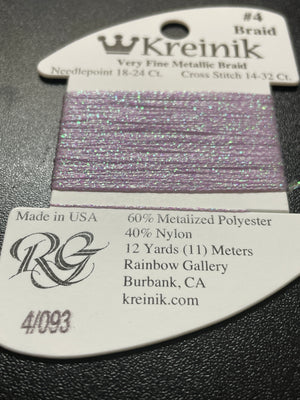 #4
Braid
Kreinik
Very Fine Metallic Braid
Needlepoint 18-24 Ct. Cross Stitch 14-32 Ct.
Made in USA
RG
4/093
60% Metalized Polyester
40% Nylon
12 Yards (11) Meters
Rainbow Gallery
Burbank, CA
kreinik.com